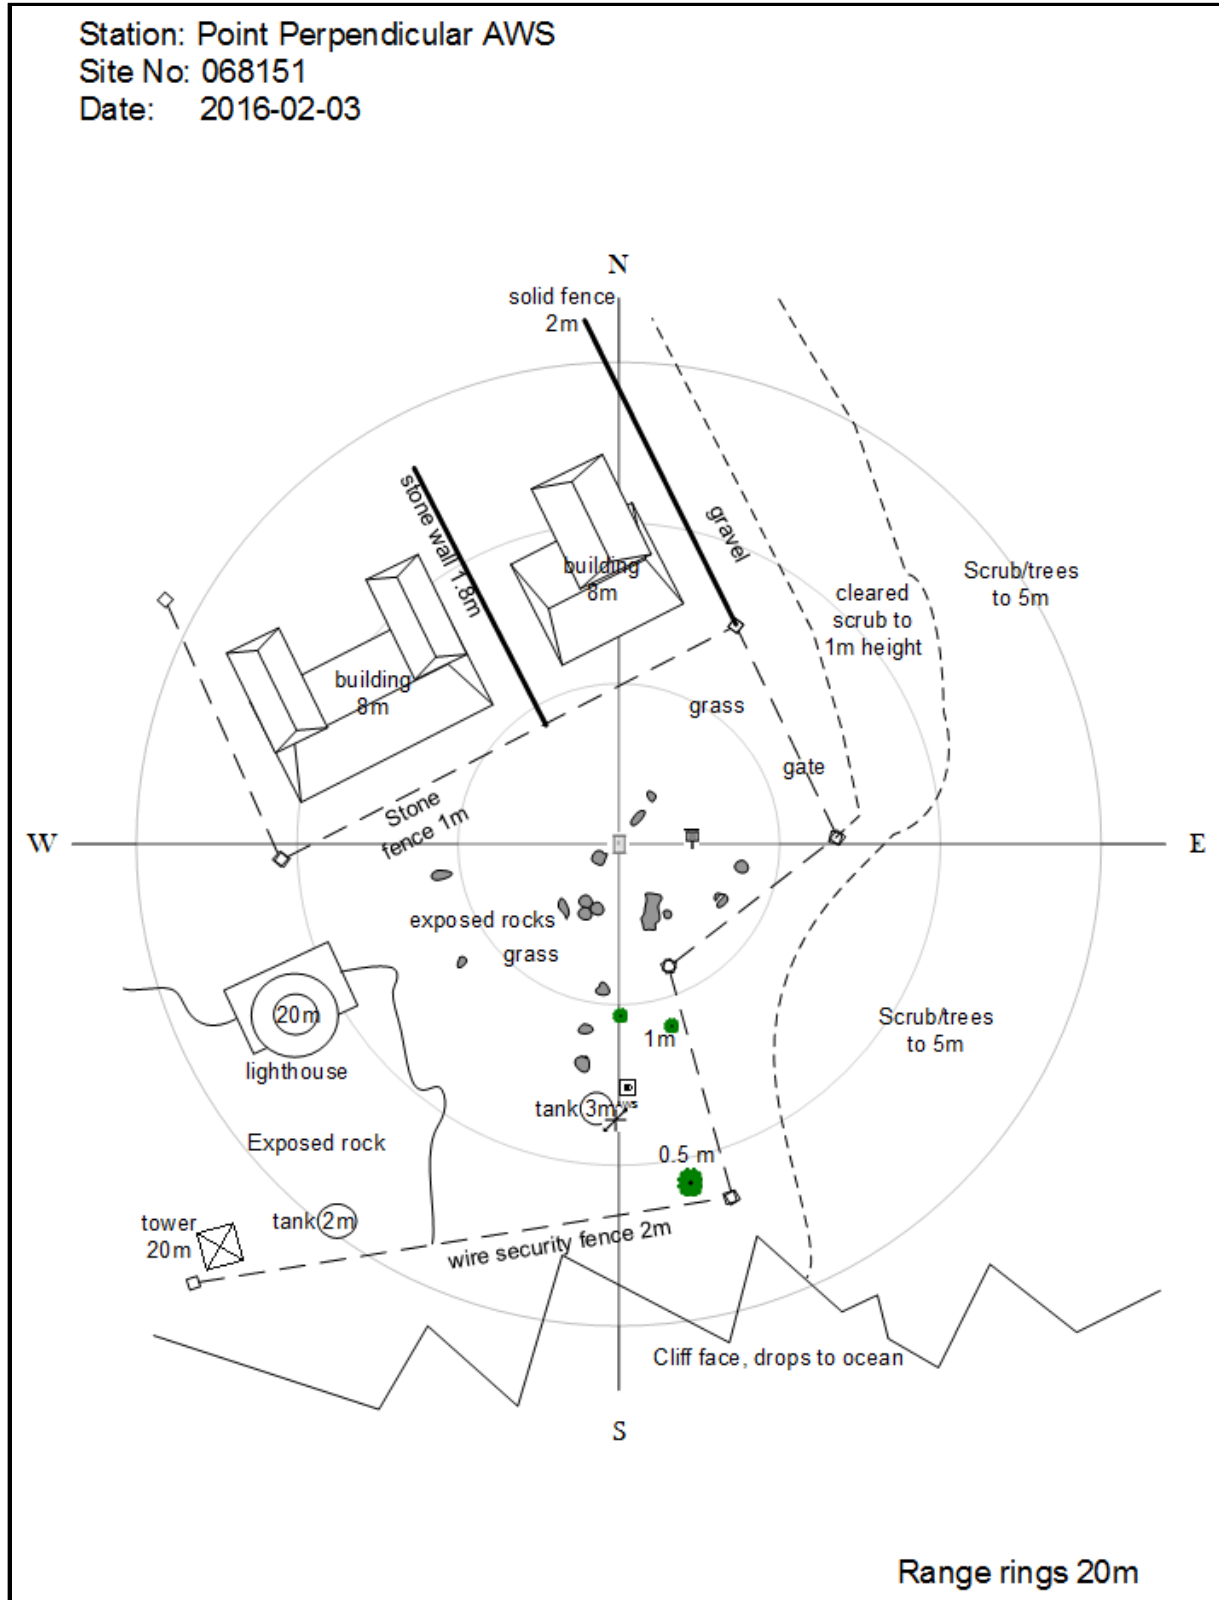 Station: Point Perpendicular AWS
Site No: 068151
Date: 2016-02-03
N
solid fence
2m
stone wall 1.8m
gravel
building
8m
Scrub/trees
to 5m
cleared
scrub to
1m height
building
8m
grass
gate
Stone
fence 1m
W
E
exposed rocks
grass
20m
lighthouse
Scrub/trees
to 5m
1m
tank 3m
Exposed rock
0.5 m
tower
20m
tank 2m
wire security fence 2m
Cliff face, drops to ocean
S
Range rings 20m